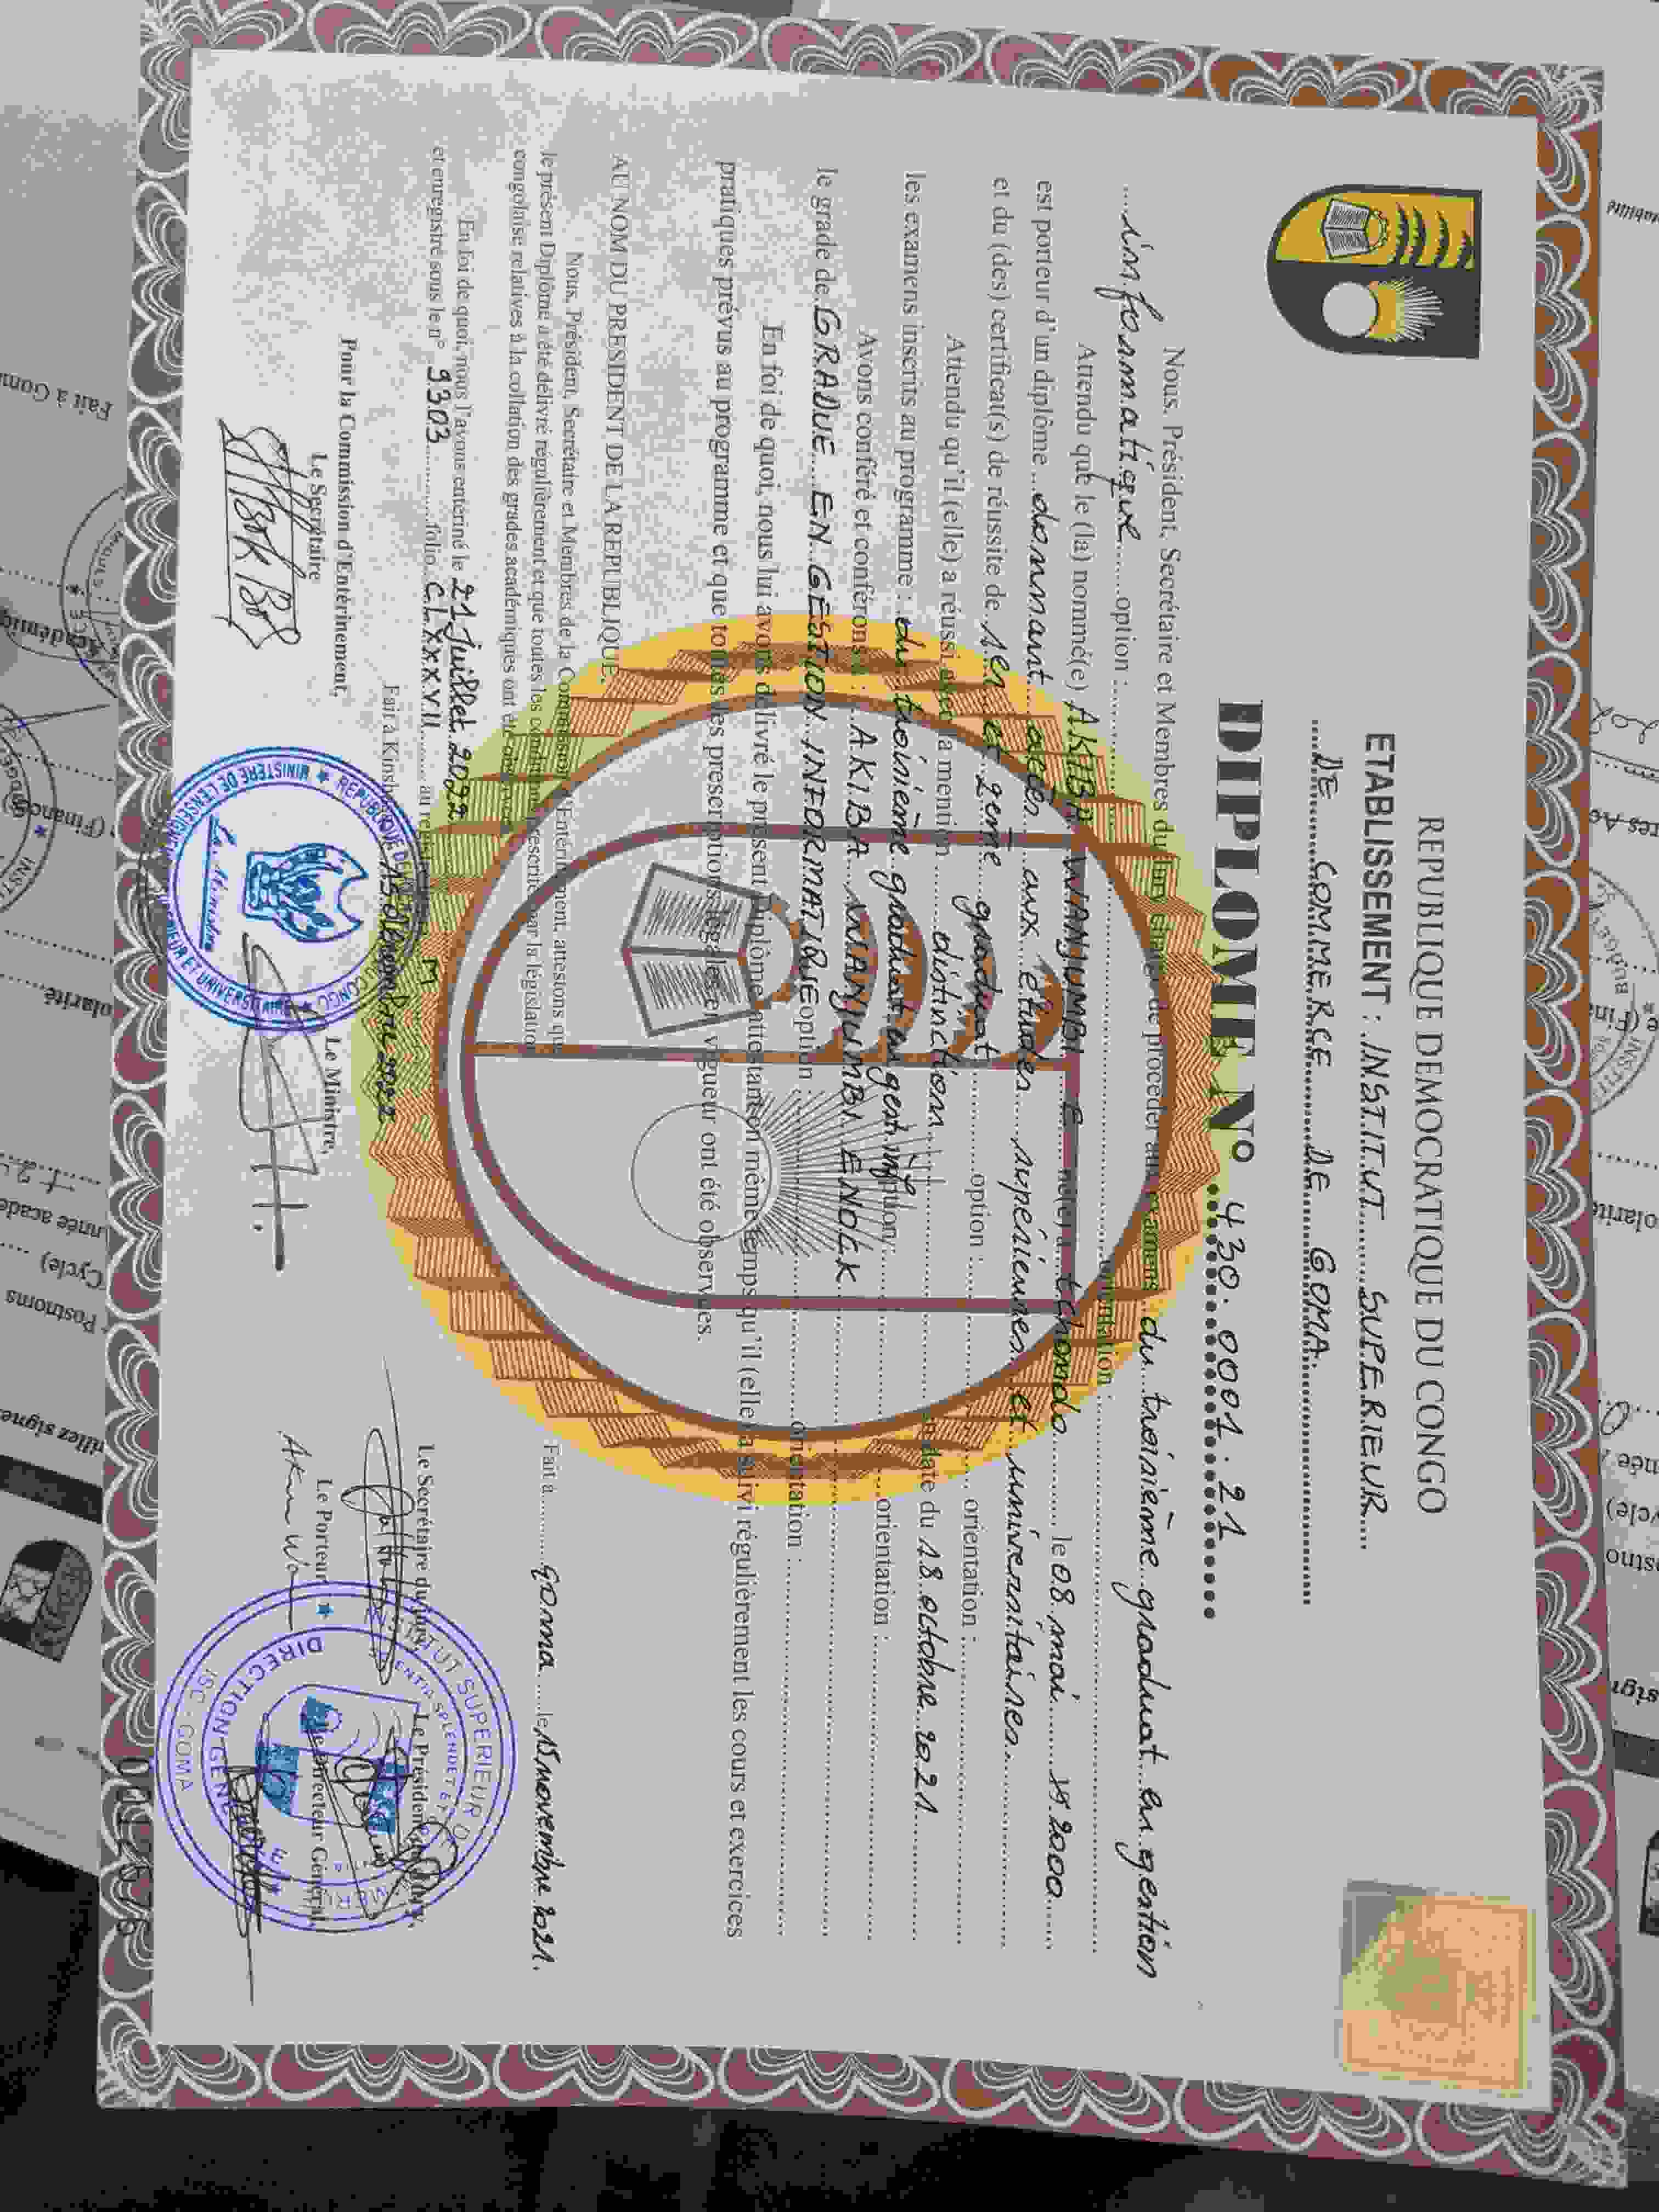 REPUBLIQUE DEMOCRATIQUE DU CONGO
ETABLISSEMENT : INSTITUT SUPERIEUR
DE COMMERCE DE GOMA
DIPLOME N° 430.0001.21
Nous, Président, Secrétaire et Membres du Jury chargé de procéder aux examens du troisième graduat en gestion
informatique option : orientation :
Attendu que le (la) nommé(e) AKIBA WANJUMBI E. né(e) à tchomolo le 08 mai 19 2000
est porteur d'un diplôme donnant accès aux études supérieures et universitaires
et du (des) certificat(s) de réussite de 1er et 2ème graduat option : orientation :
Attendu qu'il (elle) a réussi avec la mention distinction en date du 18 octobre 2021
les examens inscrits au programme : du troisième graduat en gest. info option : orientation :
Avons conféré et conférons à : AKIBA WANJUMBI ENOCK
le grade de GRADUE EN GESTION INFORMATIQUE option : orientation :
En foi de quoi, nous lui avons délivré le présent Diplôme attestant en même temps qu'il (elle) a suivi régulièrement les cours et exercices
pratiques prévus au programme et que toutes les prescriptions légales en vigueur ont été observées.
Fait à Goma le 15 novembre 2021.
AU NOM DU PRESIDENT DE LA REPUBLIQUE,
Nous, Président, Secrétaire et Membres de la Commission d'Entérinement, attestons que
le présent Diplôme a été délivré régulièrement et que toutes les conditions prescrites par la législation
congolaise relatives à la collation des grades académiques ont été observées.
En foi de quoi, nous l'avons entériné le 21 Juillet 2022
et enregistré sous le n° 9303 folio CLXXXVII au M
Fait à Kinshasa 2022
Pour la Commission d'Entérinement,
Le Secrétaire
Le Ministre,
Le Secrétaire du Jury,
Le Président du Jury,
Le Porteur
Le Directeur Général,
REPUBLIQUE DEMOCRATIQUE DU CONGO
MINISTERE DE L'ENSEIGNEMENT SUPERIEUR ET UNIVERSITAIRE
Le Ministre
INSTITUT SUPERIEUR DE COMMERCE
DIRECTION GENERALE
ISC - GOMA